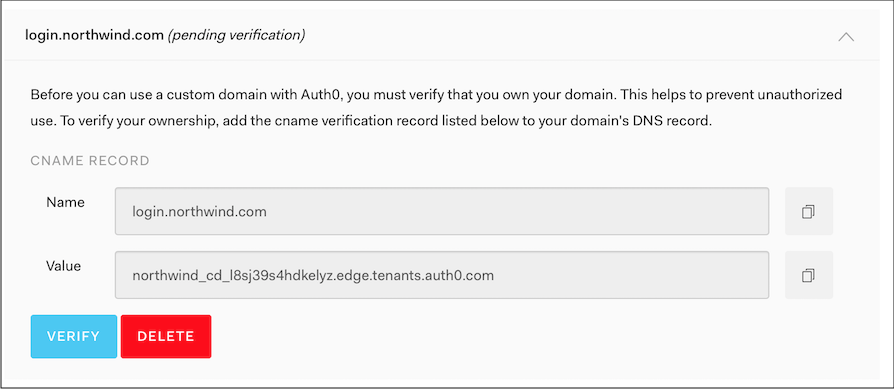 login.northwind.com (pending verification)
Before you can use a custom domain with Auth0, you must verify that you own your domain. This helps to prevent unauthorized
use. To verify your ownership, add the cname verification record listed below to your domain's DNS record.
CNAME RECORD
Name
login.northwind.com
Value
northwind_cd_l8sj39s4hdkelyz.edge.tenants.auth0.com
VERIFY DELETE